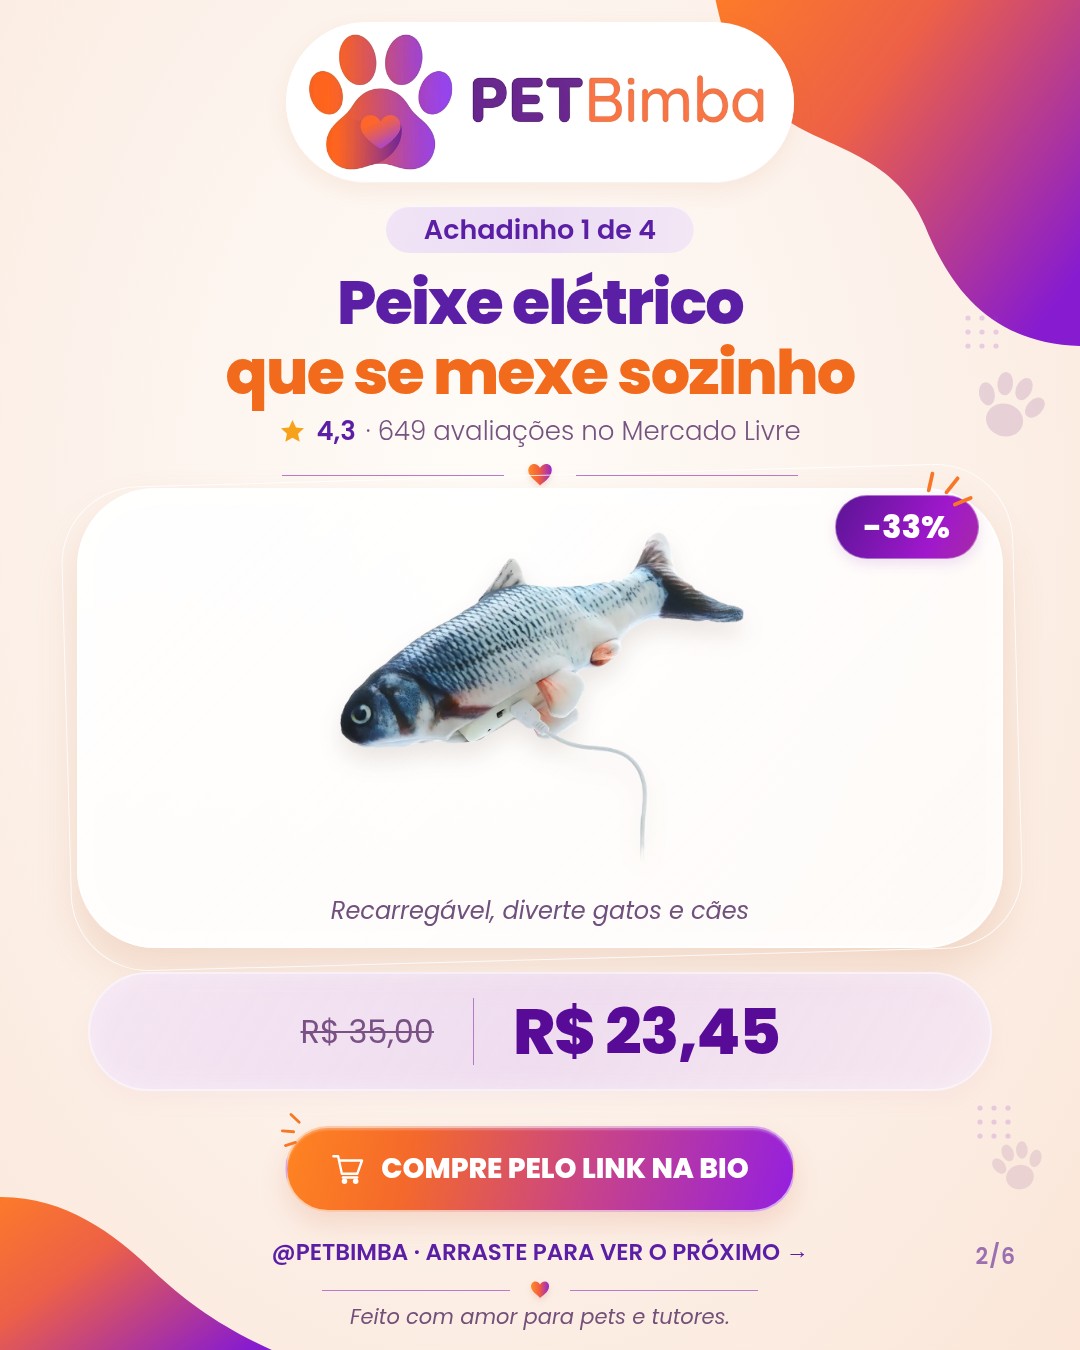 PETBimba
Achadinho 1 de 4
Peixe elétrico
que se mexe sozinho
4,3 · 649 avaliações no Mercado Livre
-33%
Recarregável, diverte gatos e cães
R$ 35,00 R$ 23,45
COMPRE PELO LINK NA BIO
@PETBIMBA · ARRASTE PARA VER O PRÓXIMO →
2/6
Feito com amor para pets e tutores.